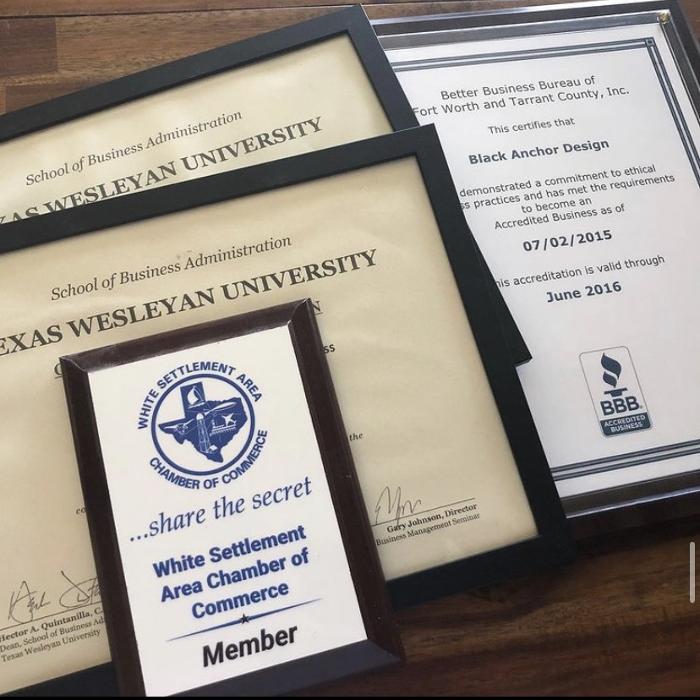 School of Business Administration
AS WESLEYAN UNIVERSITY
Better Business Bureau of
Fort Worth and Tarrant County, Inc.
This certifies that
Black Anchor Design
demonstrated a commitment to ethical
practices and has met the requirements
to become an
Accredited Business as of
07/02/2015
accreditation is valid through
June 2016
BBB
ACCREDITED
BUSINESS
School of Business Administration
EXAS WESLEYAN UNIVERSITY
the
Gary Johnson, Director
Business Management Seminar
Hector A. Quintanilla, C.
Dean, School of Business Ad
Texas Wesleyan University
WHITE SETTLEMENT AREA
CHAMBER OF COMMERCE
...share the secret
White Settlement
Area Chamber of
Commerce
Member